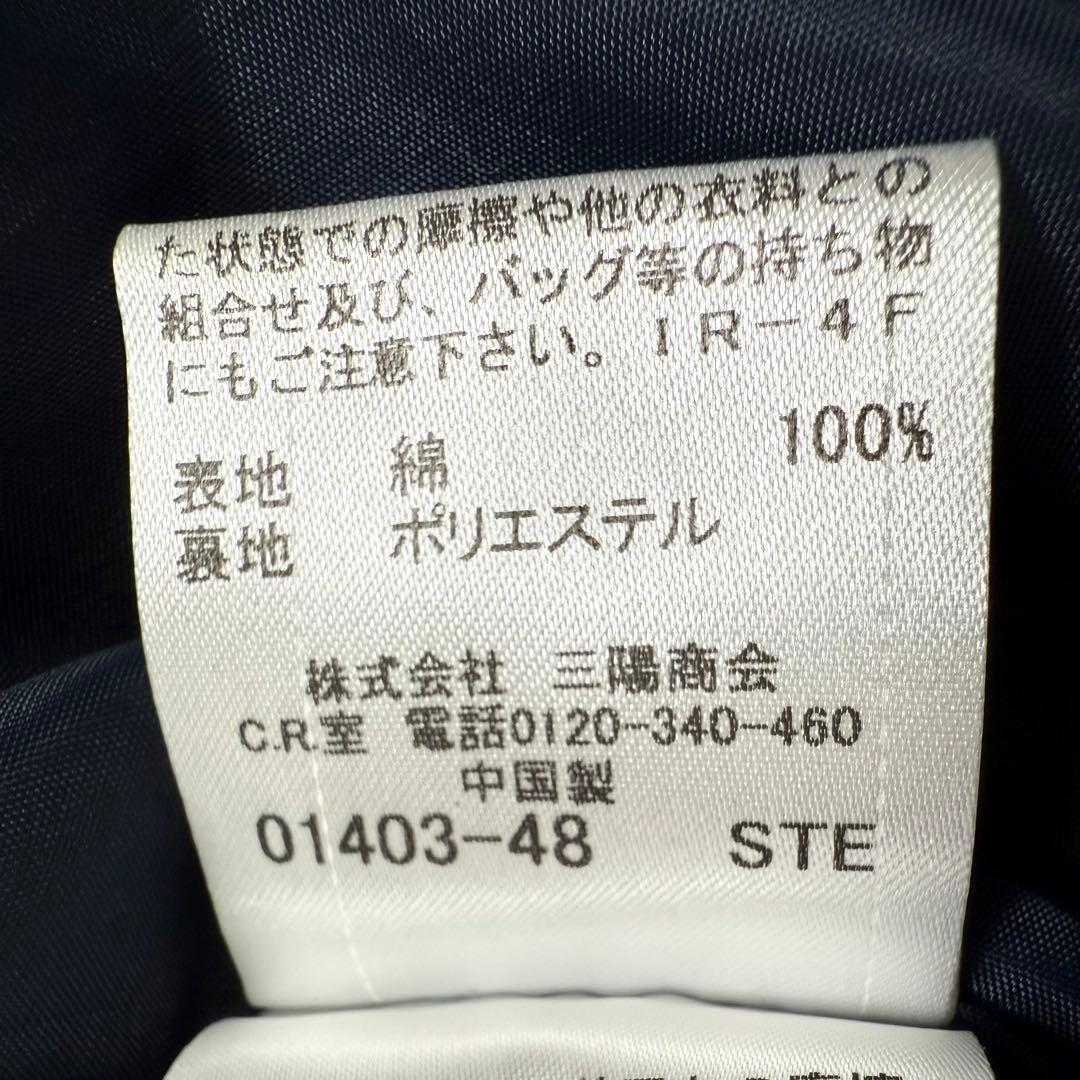 た状態での摩擦や他の衣料との
組合せ及び、バッグ等の持ち物
にもご注意下さい。IR-4F
表地 綿 100%
裏地 ポリエステル
株式会社 三陽商会
C.R.室 電話0120-340-460
中国製
01403-48 STE